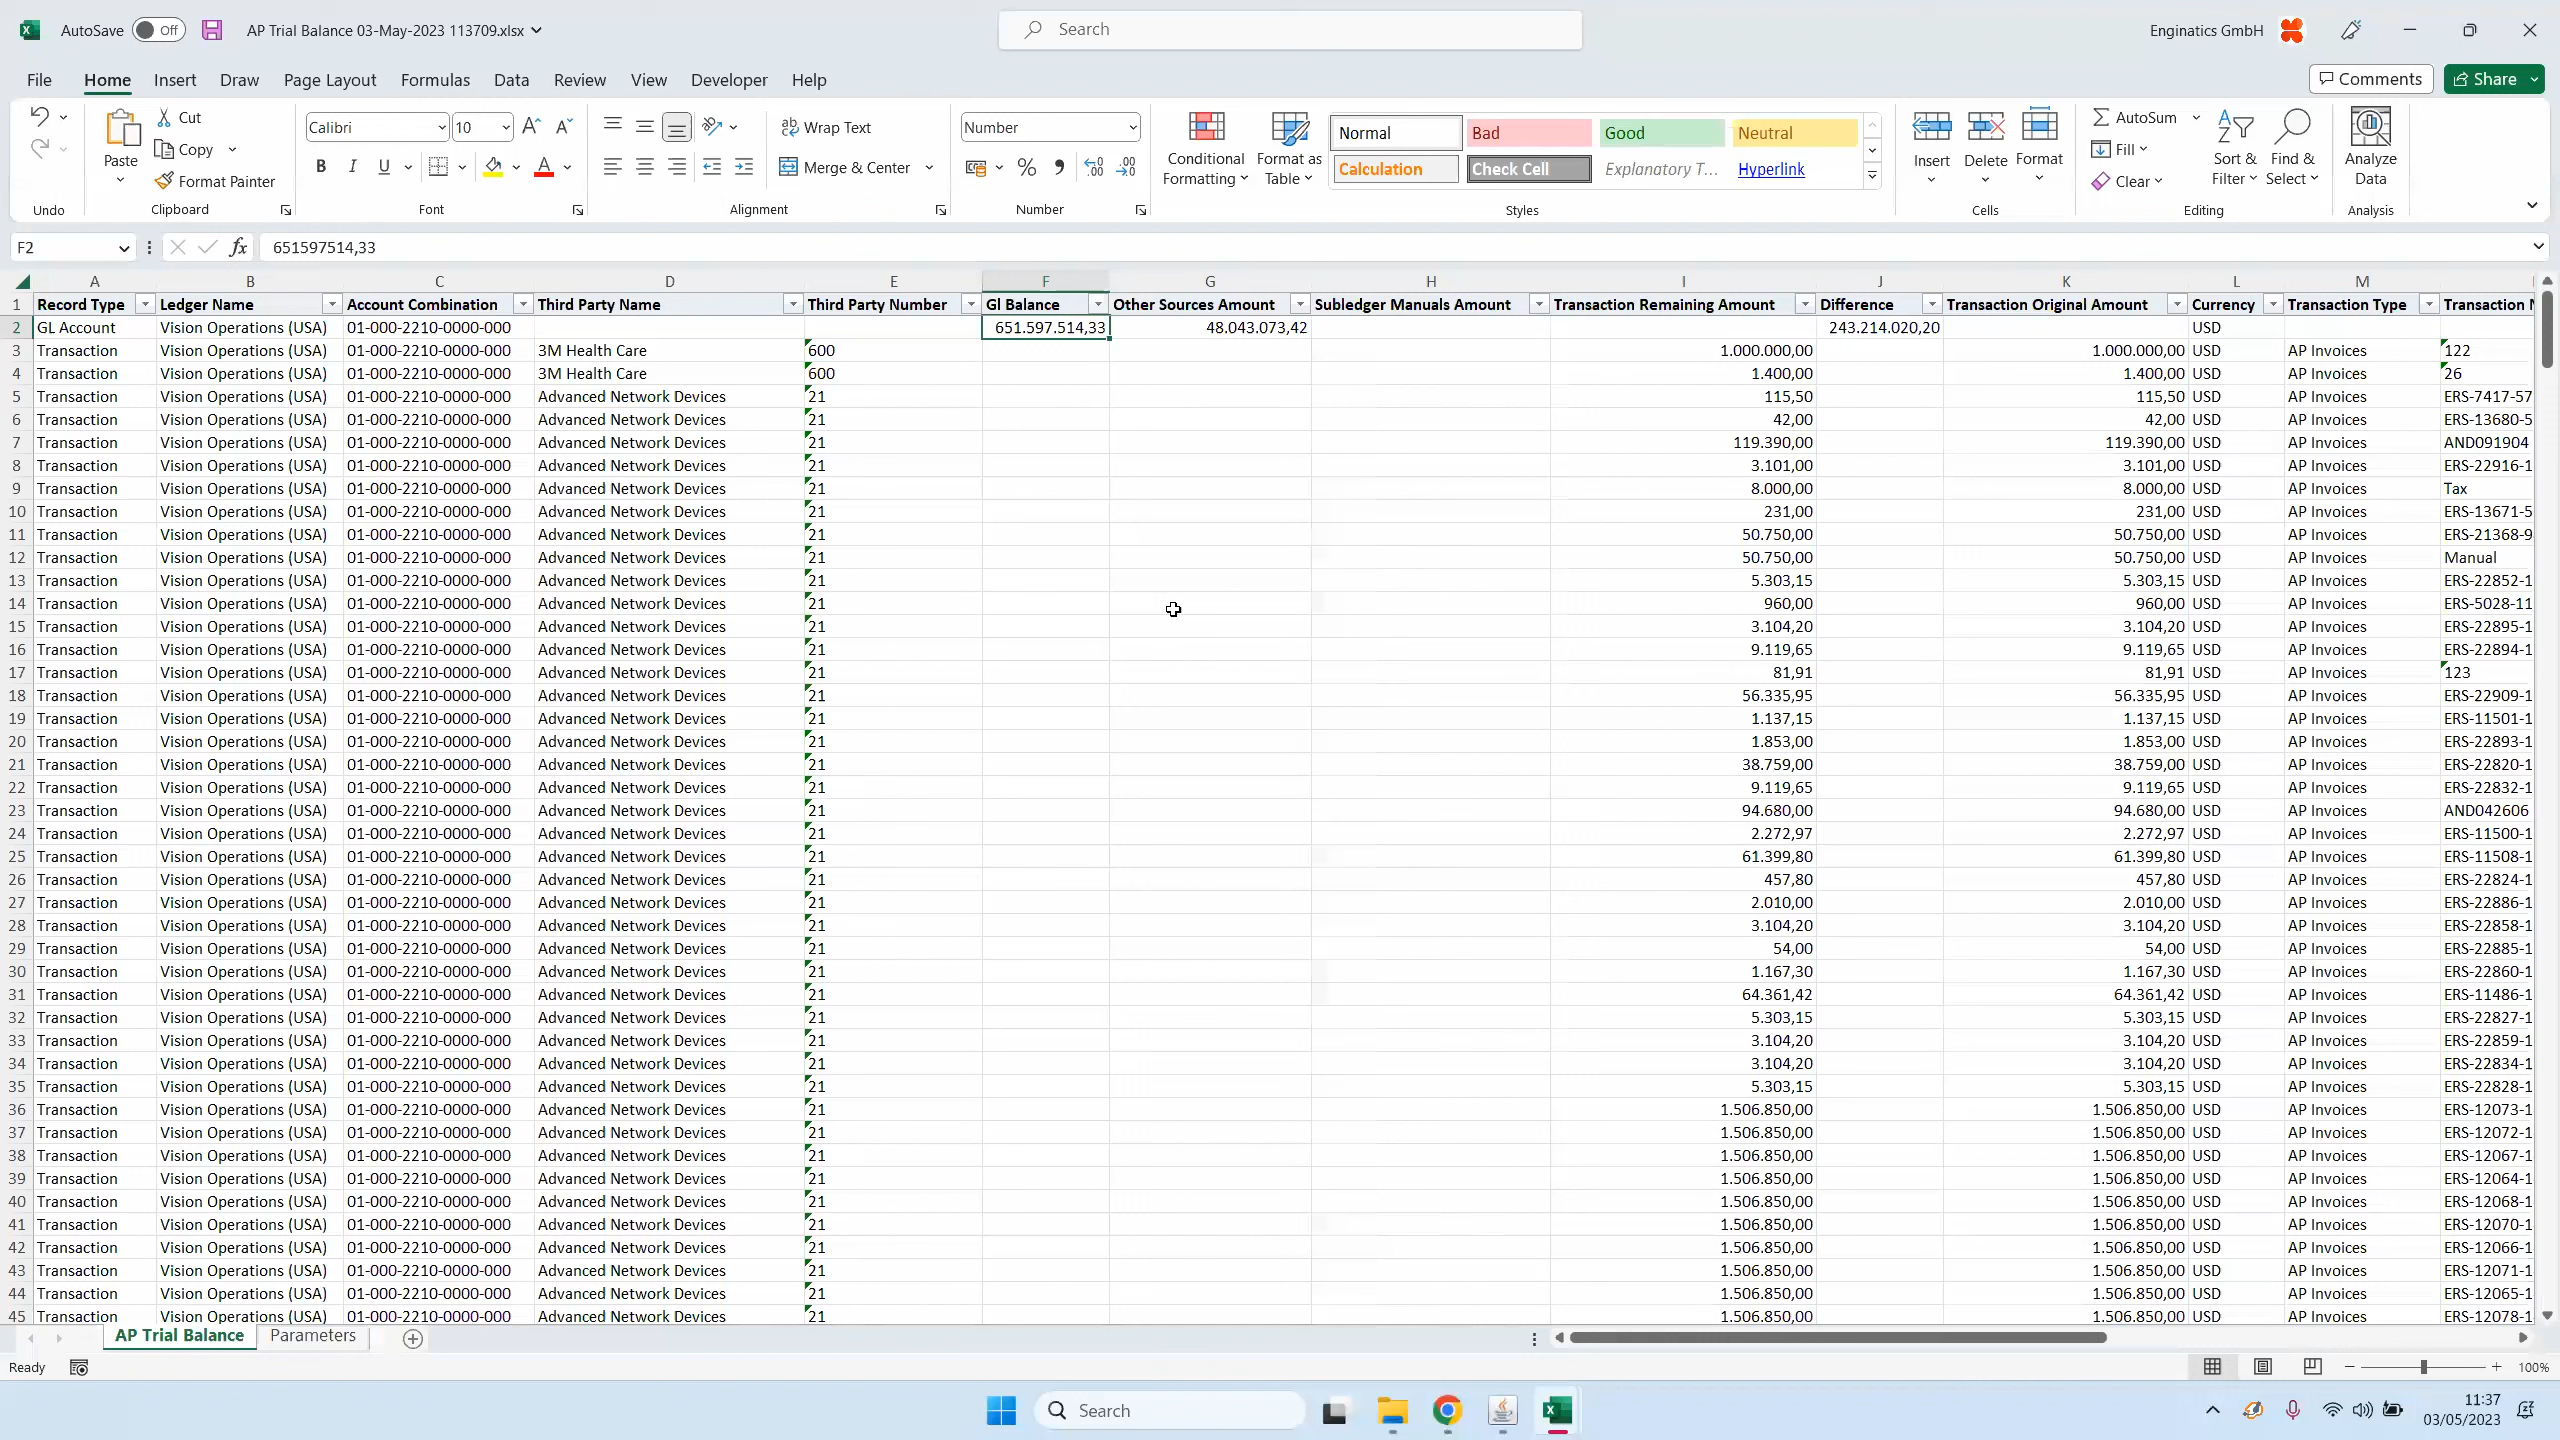 AutoSave Off AP Trial Balance 03-May-2023 113709.xlsx Search Enginatics GmbH
File Home Insert Draw Page Layout Formulas Data Review View Developer Help Comments Share
Cut Copy Format Painter Paste Calibri 10 Wrap Text Merge & Center Number Conditional Formatting Format as Table Normal Bad Good Neutral Calculation Check Cell Explanatory T... Hyperlink Insert Delete Format AutoSum Fill Clear Sort & Filter Find & Select Analyze Data
Undo Clipboard Font Alignment Number Styles Cells Editing Analysis
F2 fx 651597514,33
A B C D E F G H I J K L M
1 Record Type Ledger Name Account Combination Third Party Name Third Party Number Gl Balance Other Sources Amount Subledger Manuals Amount Transaction Remaining Amount Difference Transaction Original Amount Currency Transaction Type Transaction N
2 GL Account Vision Operations (USA) 01-000-2210-0000-000 651.597.514,33 48.043.073,42 243.214.020,20 USD
3 Transaction Vision Operations (USA) 01-000-2210-0000-000 3M Health Care 600 1.000.000,00 1.000.000,00 USD AP Invoices 122
4 Transaction Vision Operations (USA) 01-000-2210-0000-000 3M Health Care 600 1.400,00 1.400,00 USD AP Invoices 26
5 Transaction Vision Operations (USA) 01-000-2210-0000-000 Advanced Network Devices 21 115,50 115,50 USD AP Invoices ERS-7417-57
6 Transaction Vision Operations (USA) 01-000-2210-0000-000 Advanced Network Devices 21 42,00 42,00 USD AP Invoices ERS-13680-5
7 Transaction Vision Operations (USA) 01-000-2210-0000-000 Advanced Network Devices 21 119.390,00 119.390,00 USD AP Invoices AND091904
8 Transaction Vision Operations (USA) 01-000-2210-0000-000 Advanced Network Devices 21 3.101,00 3.101,00 USD AP Invoices ERS-22916-1
9 Transaction Vision Operations (USA) 01-000-2210-0000-000 Advanced Network Devices 21 8.000,00 8.000,00 USD AP Invoices Tax
10 Transaction Vision Operations (USA) 01-000-2210-0000-000 Advanced Network Devices 21 231,00 231,00 USD AP Invoices ERS-13671-5
11 Transaction Vision Operations (USA) 01-000-2210-0000-000 Advanced Network Devices 21 50.750,00 50.750,00 USD AP Invoices ERS-21368-9
12 Transaction Vision Operations (USA) 01-000-2210-0000-000 Advanced Network Devices 21 50.750,00 50.750,00 USD AP Invoices Manual
13 Transaction Vision Operations (USA) 01-000-2210-0000-000 Advanced Network Devices 21 5.303,15 5.303,15 USD AP Invoices ERS-22852-1
14 Transaction Vision Operations (USA) 01-000-2210-0000-000 Advanced Network Devices 21 960,00 960,00 USD AP Invoices ERS-5028-11
15 Transaction Vision Operations (USA) 01-000-2210-0000-000 Advanced Network Devices 21 3.104,20 3.104,20 USD AP Invoices ERS-22895-1
16 Transaction Vision Operations (USA) 01-000-2210-0000-000 Advanced Network Devices 21 9.119,65 9.119,65 USD AP Invoices ERS-22894-1
17 Transaction Vision Operations (USA) 01-000-2210-0000-000 Advanced Network Devices 21 81,91 81,91 USD AP Invoices 123
18 Transaction Vision Operations (USA) 01-000-2210-0000-000 Advanced Network Devices 21 56.335,95 56.335,95 USD AP Invoices ERS-22909-1
19 Transaction Vision Operations (USA) 01-000-2210-0000-000 Advanced Network Devices 21 1.137,15 1.137,15 USD AP Invoices ERS-11501-1
20 Transaction Vision Operations (USA) 01-000-2210-0000-000 Advanced Network Devices 21 1.853,00 1.853,00 USD AP Invoices ERS-22893-1
21 Transaction Vision Operations (USA) 01-000-2210-0000-000 Advanced Network Devices 21 38.759,00 38.759,00 USD AP Invoices ERS-22820-1
22 Transaction Vision Operations (USA) 01-000-2210-0000-000 Advanced Network Devices 21 9.119,65 9.119,65 USD AP Invoices ERS-22832-1
23 Transaction Vision Operations (USA) 01-000-2210-0000-000 Advanced Network Devices 21 94.680,00 94.680,00 USD AP Invoices AND042606
24 Transaction Vision Operations (USA) 01-000-2210-0000-000 Advanced Network Devices 21 2.272,97 2.272,97 USD AP Invoices ERS-11500-1
25 Transaction Vision Operations (USA) 01-000-2210-0000-000 Advanced Network Devices 21 61.399,80 61.399,80 USD AP Invoices ERS-11508-1
26 Transaction Vision Operations (USA) 01-000-2210-0000-000 Advanced Network Devices 21 457,80 457,80 USD AP Invoices ERS-22824-1
27 Transaction Vision Operations (USA) 01-000-2210-0000-000 Advanced Network Devices 21 2.010,00 2.010,00 USD AP Invoices ERS-22886-1
28 Transaction Vision Operations (USA) 01-000-2210-0000-000 Advanced Network Devices 21 3.104,20 3.104,20 USD AP Invoices ERS-22858-1
29 Transaction Vision Operations (USA) 01-000-2210-0000-000 Advanced Network Devices 21 54,00 54,00 USD AP Invoices ERS-22885-1
30 Transaction Vision Operations (USA) 01-000-2210-0000-000 Advanced Network Devices 21 1.167,30 1.167,30 USD AP Invoices ERS-22860-1
31 Transaction Vision Operations (USA) 01-000-2210-0000-000 Advanced Network Devices 21 64.361,42 64.361,42 USD AP Invoices ERS-11486-1
32 Transaction Vision Operations (USA) 01-000-2210-0000-000 Advanced Network Devices 21 5.303,15 5.303,15 USD AP Invoices ERS-22827-1
33 Transaction Vision Operations (USA) 01-000-2210-0000-000 Advanced Network Devices 21 3.104,20 3.104,20 USD AP Invoices ERS-22859-1
34 Transaction Vision Operations (USA) 01-000-2210-0000-000 Advanced Network Devices 21 3.104,20 3.104,20 USD AP Invoices ERS-22834-1
35 Transaction Vision Operations (USA) 01-000-2210-0000-000 Advanced Network Devices 21 5.303,15 5.303,15 USD AP Invoices ERS-22828-1
36 Transaction Vision Operations (USA) 01-000-2210-0000-000 Advanced Network Devices 21 1.506.850,00 1.506.850,00 USD AP Invoices ERS-12073-1
37 Transaction Vision Operations (USA) 01-000-2210-0000-000 Advanced Network Devices 21 1.506.850,00 1.506.850,00 USD AP Invoices ERS-12072-1
38 Transaction Vision Operations (USA) 01-000-2210-0000-000 Advanced Network Devices 21 1.506.850,00 1.506.850,00 USD AP Invoices ERS-12067-1
39 Transaction Vision Operations (USA) 01-000-2210-0000-000 Advanced Network Devices 21 1.506.850,00 1.506.850,00 USD AP Invoices ERS-12064-1
40 Transaction Vision Operations (USA) 01-000-2210-0000-000 Advanced Network Devices 21 1.506.850,00 1.506.850,00 USD AP Invoices ERS-12068-1
41 Transaction Vision Operations (USA) 01-000-2210-0000-000 Advanced Network Devices 21 1.506.850,00 1.506.850,00 USD AP Invoices ERS-12070-1
42 Transaction Vision Operations (USA) 01-000-2210-0000-000 Advanced Network Devices 21 1.506.850,00 1.506.850,00 USD AP Invoices ERS-12066-1
43 Transaction Vision Operations (USA) 01-000-2210-0000-000 Advanced Network Devices 21 1.506.850,00 1.506.850,00 USD AP Invoices ERS-12071-1
44 Transaction Vision Operations (USA) 01-000-2210-0000-000 Advanced Network Devices 21 1.506.850,00 1.506.850,00 USD AP Invoices ERS-12065-1
45 Transaction Vision Operations (USA) 01-000-2210-0000-000 Advanced Network Devices 21 1.506.850,00 1.506.850,00 USD AP Invoices ERS-12078-1
AP Trial Balance Parameters
Ready 100%
Search 11:37
03/05/2023